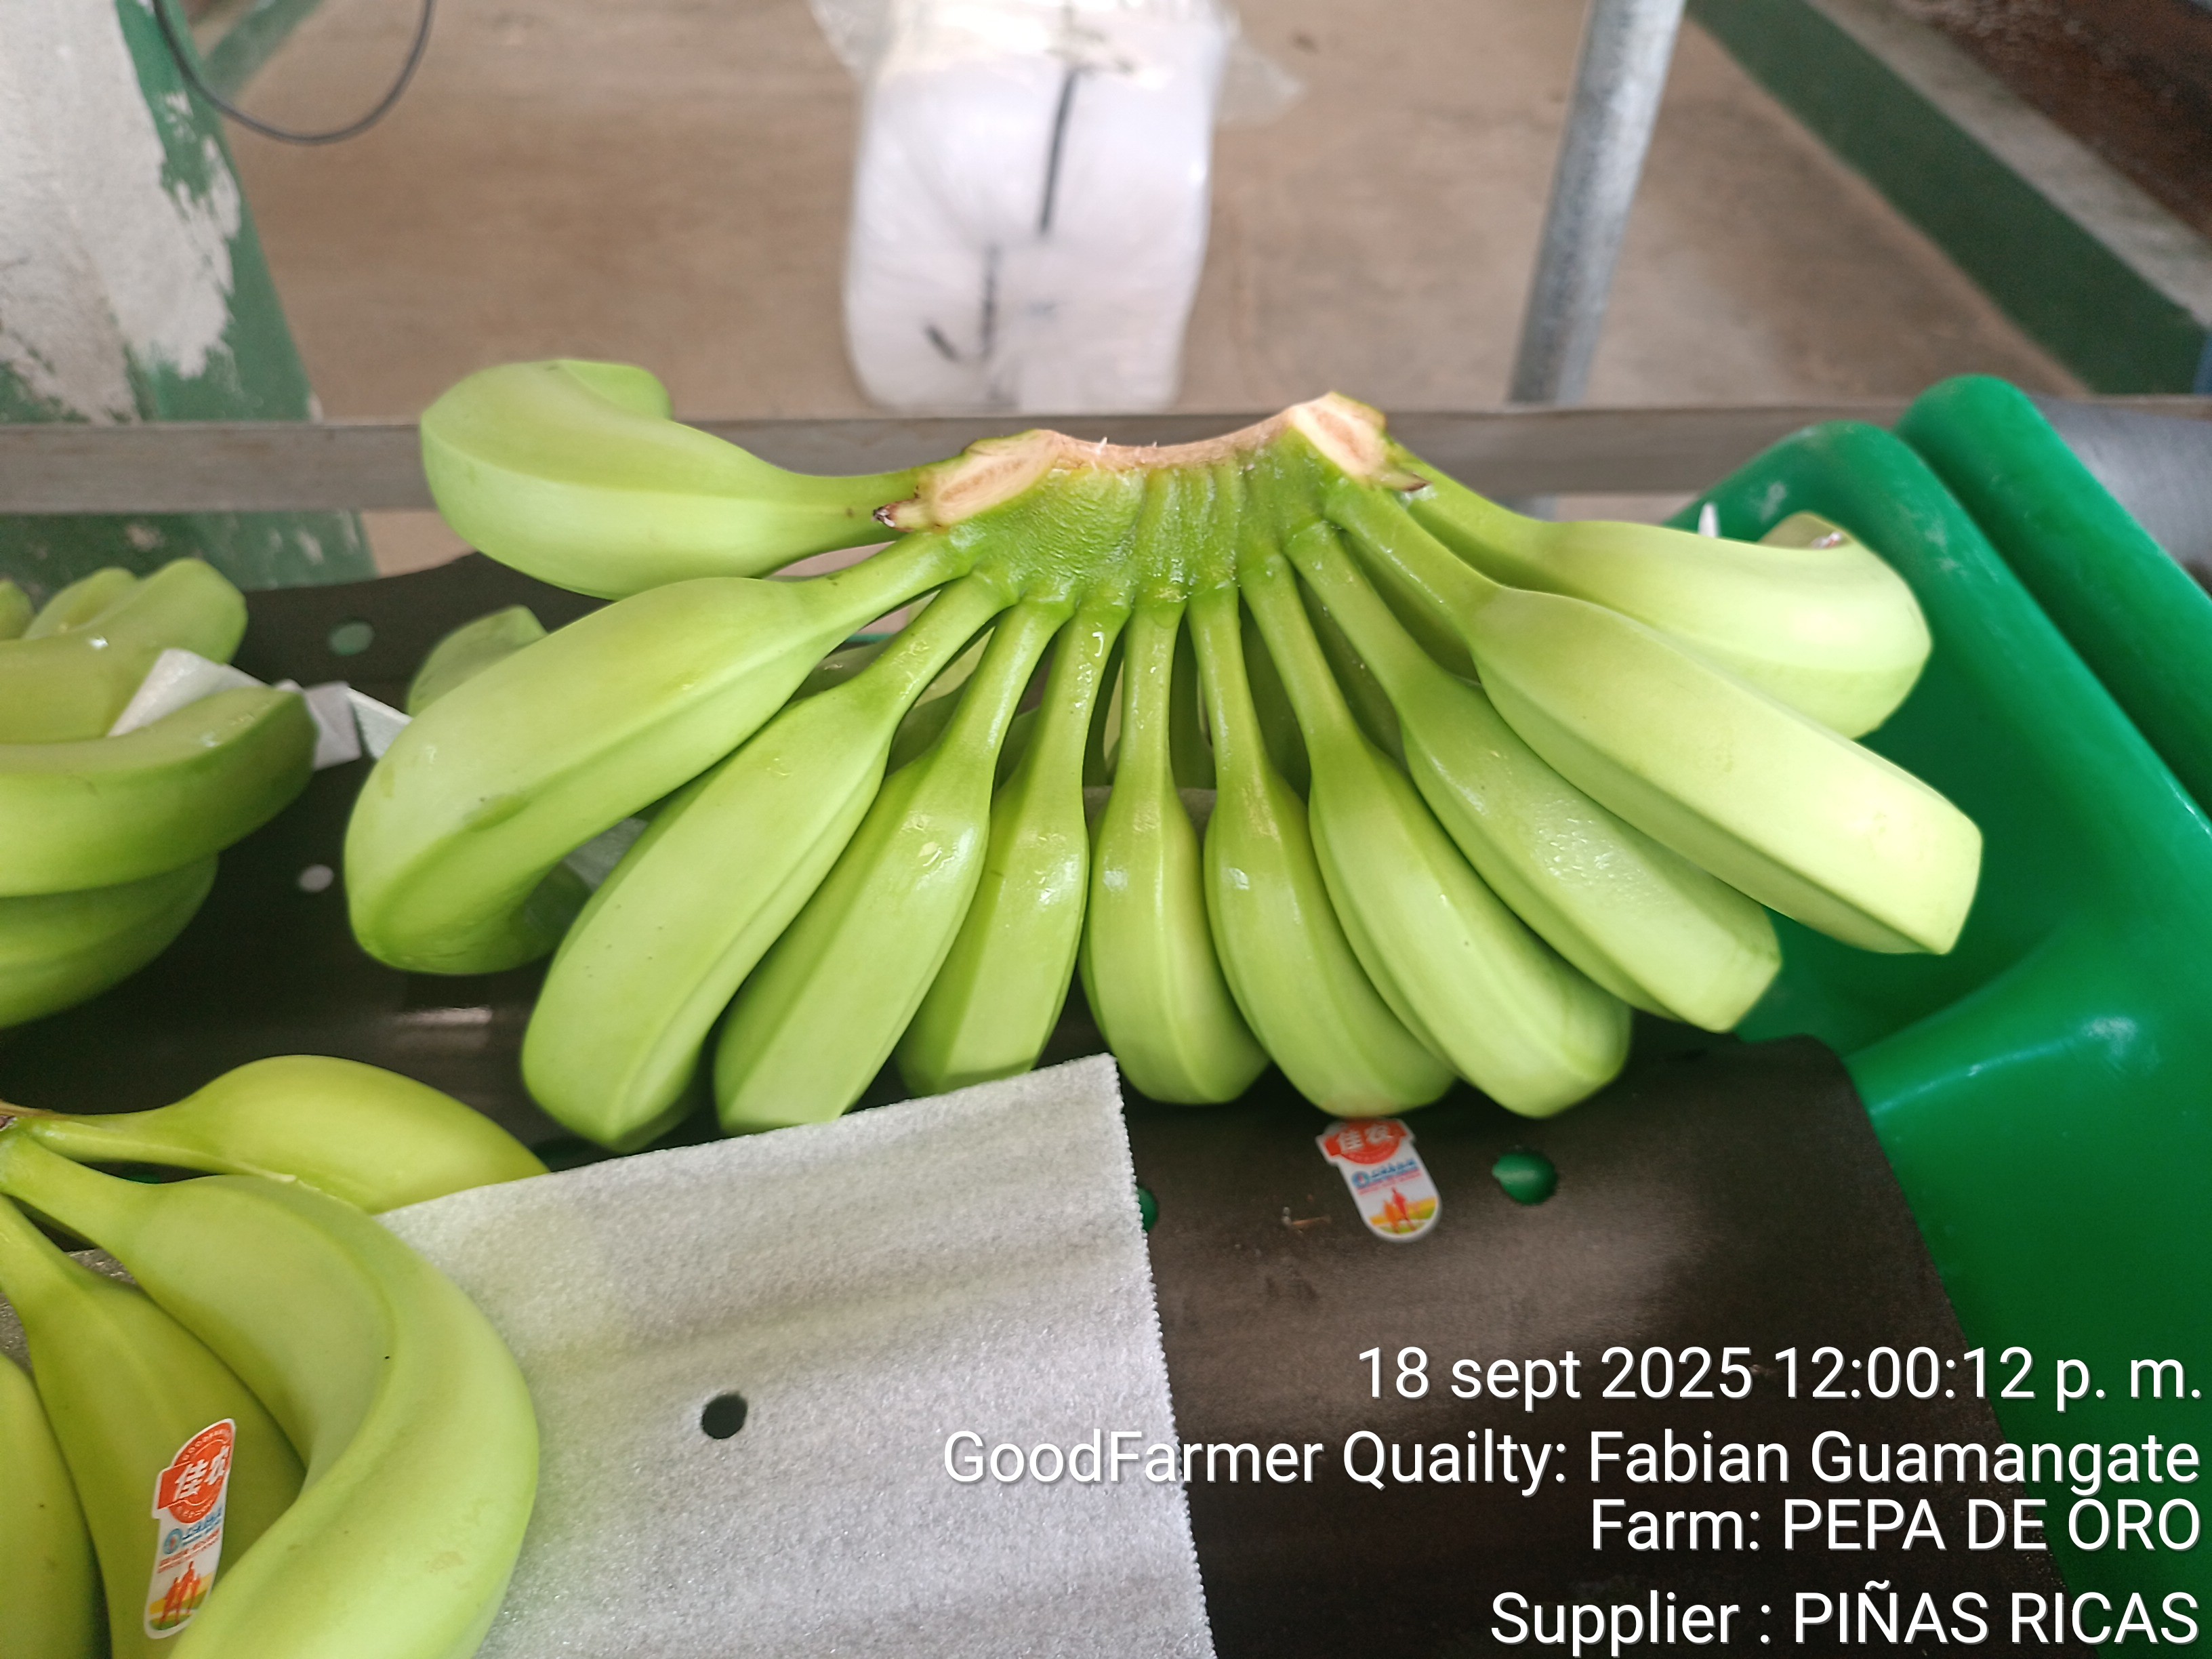 佳农
佳农
18 sept 2025 12:00:12 p. m.
GoodFarmer Quailty: Fabian Guamangate
Farm: PEPA DE ORO
Supplier : PIÑAS RICAS